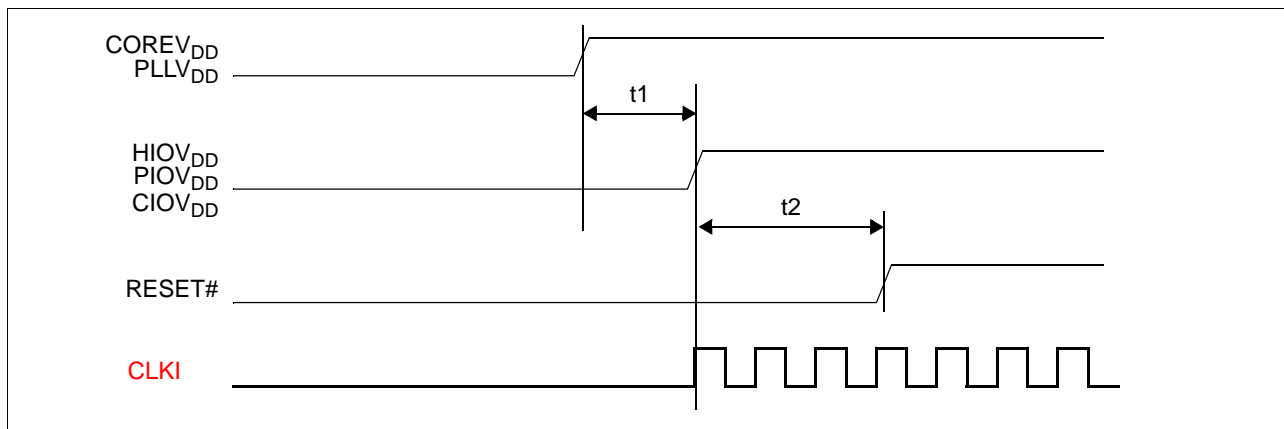 COREVDD
PLLVDD
t1
HIOVDD
PIOVDD
CIOVDD
t2
RESET#
CLKI